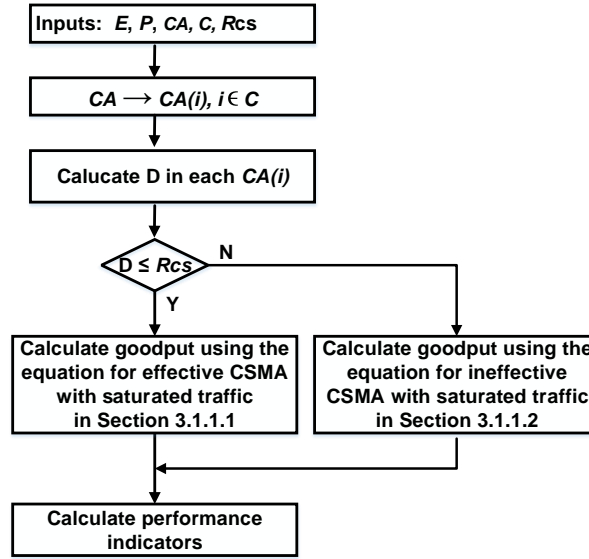 Inputs: E, P, CA, C, Rcs
CA → CA(i), i ∈ C
Calucate D in each CA(i)
D ≤ Rcs
N
Y
Calculate goodput using the
equation for effective CSMA
with saturated traffic
in Section 3.1.1.1
Calculate goodput using the
equation for ineffective
CSMA with saturated traffic
in Section 3.1.1.2
Calculate performance
indicators